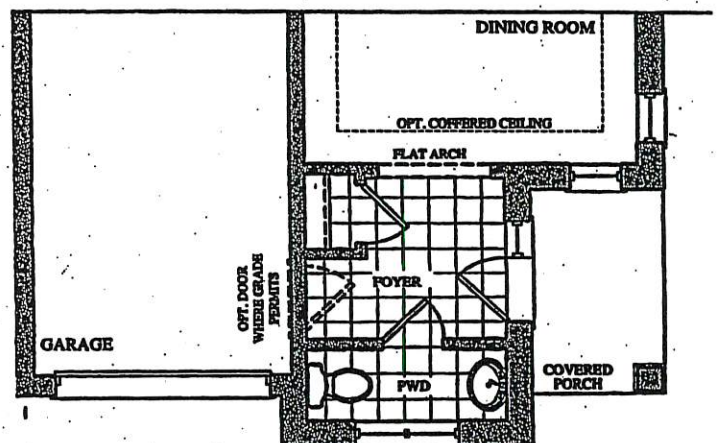 DINING ROOM
OPT. COFFERED CEILING
FLAT ARCH
OPT. DOOR
WHERE GRADE
PERMITS
FOYER
GARAGE
PWD
COVERED
PORCH